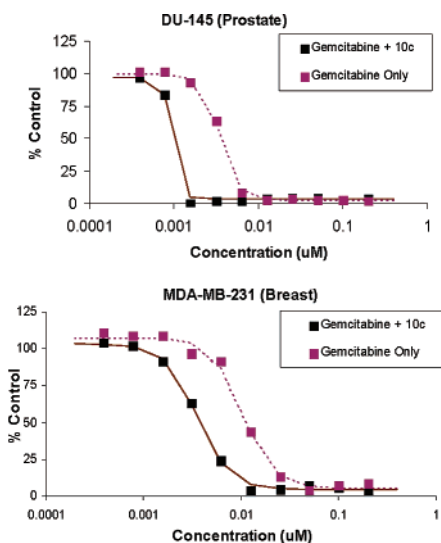 DU-145 (Prostate)
125
100
75
50
25
0
% Control
Gemcitabine + 10c
Gemcitabine Only
0.0001 0.001 0.01 0.1 1
Concentration (uM)
MDA-MB-231 (Breast)
125
100
75
50
25
0
% Control
Gemcitabine + 10c
Gemcitabine Only
0.0001 0.001 0.01 0.1 1
Concentration (uM)